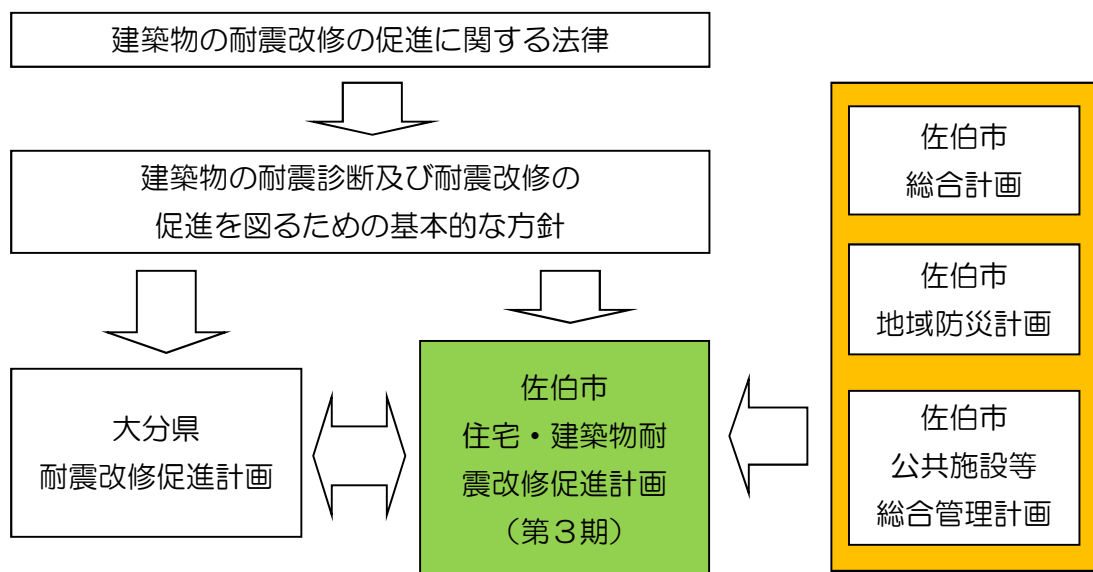 建築物の耐震改修の促進に関する法律
建築物の耐震診断及び耐震改修の
促進を図るための基本的な方針
大分県
耐震改修促進計画
佐伯市
住宅・建築物耐
震改修促進計画
（第３期）
佐伯市
総合計画
佐伯市
地域防災計画
佐伯市
公共施設等
総合管理計画